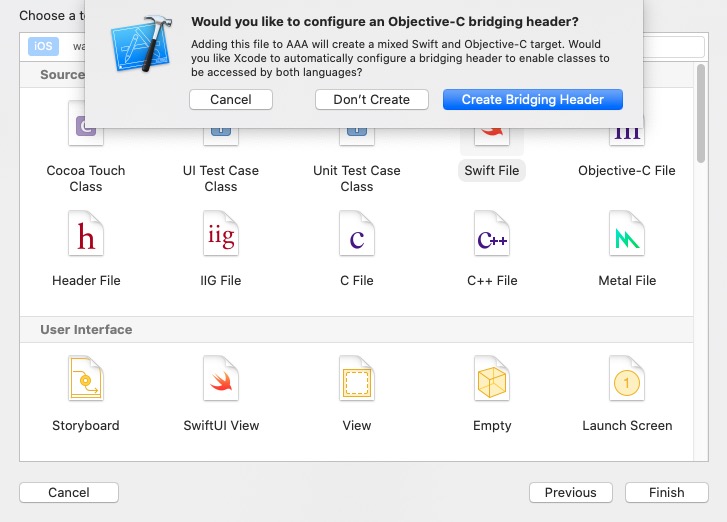 Choose a t
Would you like to configure an Objective-C bridging header?
Adding this file to AAA will create a mixed Swift and Objective-C target. Would
you like Xcode to automatically configure a bridging header to enable classes to
be accessed by both languages?
Cancel
Don't Create
Create Bridging Header
iOS
wa
Source
Cocoa Touch
Class
UI Test Case
Class
Unit Test Case
Class
Swift File
m
Objective-C File
h
Header File
iig
IIG File
c
C File
c++
C++ File
Metal File
User Interface
Storyboard
SwiftUI View
View
Empty
1
Launch Screen
Cancel
Previous
Finish